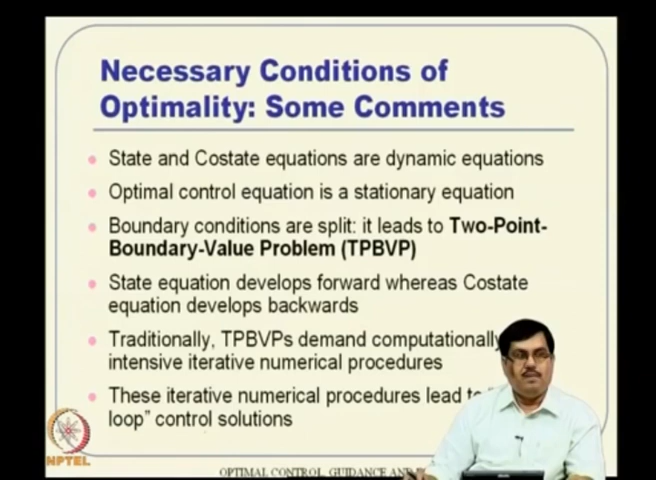 Necessary Conditions of
Optimality: Some Comments
State and Costate equations are dynamic equations
Optimal control equation is a stationary equation
Boundary conditions are split: it leads to Two-Point-
Boundary-Value Problem (TPBVP)
State equation develops forward whereas Costate
equation develops backwards
Traditionally, TPBVPs demand computationally
intensive iterative numerical procedures
These iterative numerical procedures lead to "
loop" control solutions
NPTEL
OPTIMAL CONTROL, GUIDANCE AND